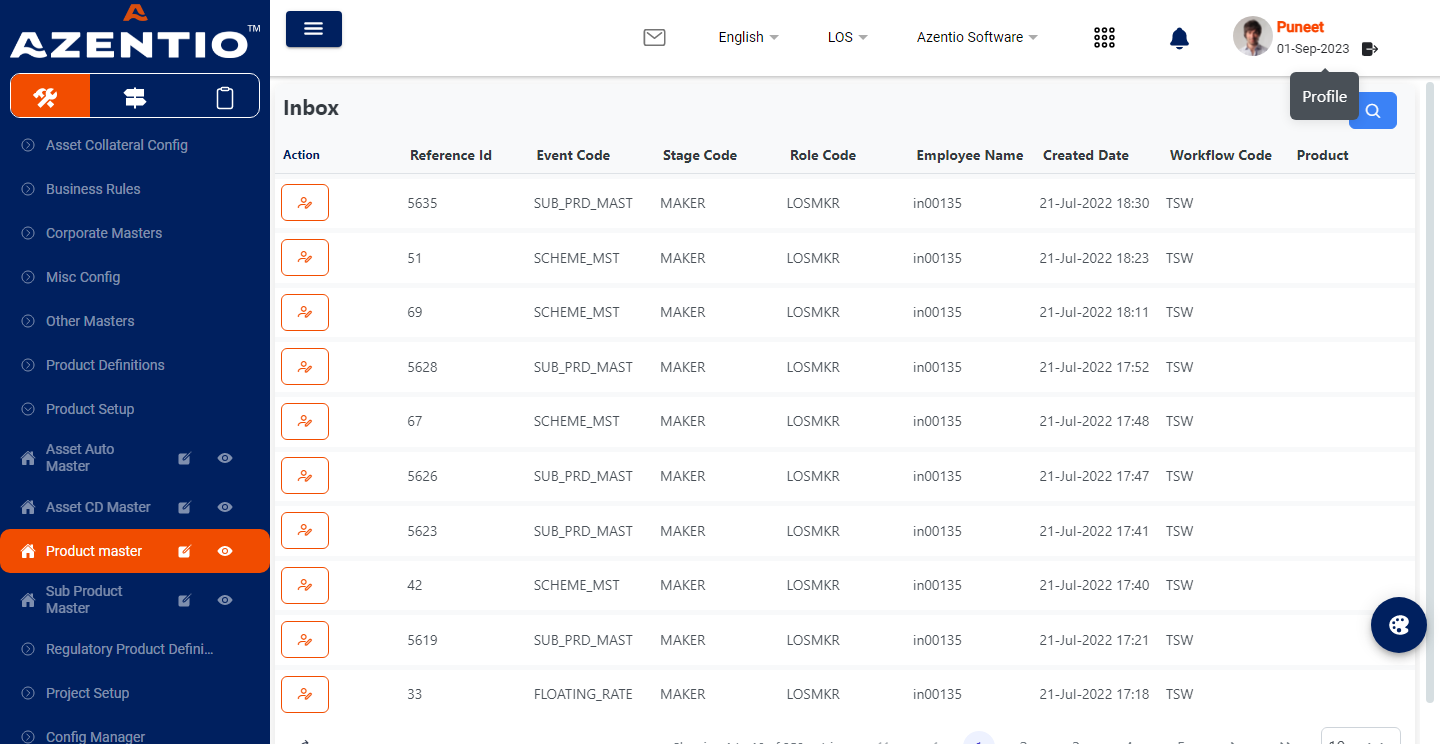 AZENTIO™
English
LOS
Azentio Software
Puneet
01-Sep-2023
Profile
Asset Collateral Config
Business Rules
Corporate Masters
Misc Config
Other Masters
Product Definitions
Product Setup
Asset Auto
Master
Asset CD Master
Product master
Sub Product
Master
Regulatory Product Defini...
Project Setup
Config Manager
Inbox
Action Reference Id Event Code Stage Code Role Code Employee Name Created Date Workflow Code Product
5635 SUB_PRD_MAST MAKER LOSMKR in00135 21-Jul-2022 18:30 TSW
51 SCHEME_MST MAKER LOSMKR in00135 21-Jul-2022 18:23 TSW
69 SCHEME_MST MAKER LOSMKR in00135 21-Jul-2022 18:11 TSW
5628 SUB_PRD_MAST MAKER LOSMKR in00135 21-Jul-2022 17:52 TSW
67 SCHEME_MST MAKER LOSMKR in00135 21-Jul-2022 17:48 TSW
5626 SUB_PRD_MAST MAKER LOSMKR in00135 21-Jul-2022 17:47 TSW
5623 SUB_PRD_MAST MAKER LOSMKR in00135 21-Jul-2022 17:41 TSW
42 SCHEME_MST MAKER LOSMKR in00135 21-Jul-2022 17:40 TSW
5619 SUB_PRD_MAST MAKER LOSMKR in00135 21-Jul-2022 17:21 TSW
33 FLOATING_RATE MAKER LOSMKR in00135 21-Jul-2022 17:18 TSW